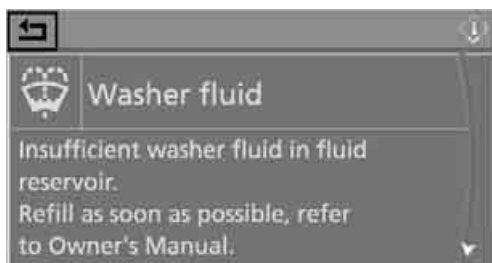 Washer fluid
Insufficient washer fluid in fluid
reservoir.
Refill as soon as possible, refer
to Owner's Manual.